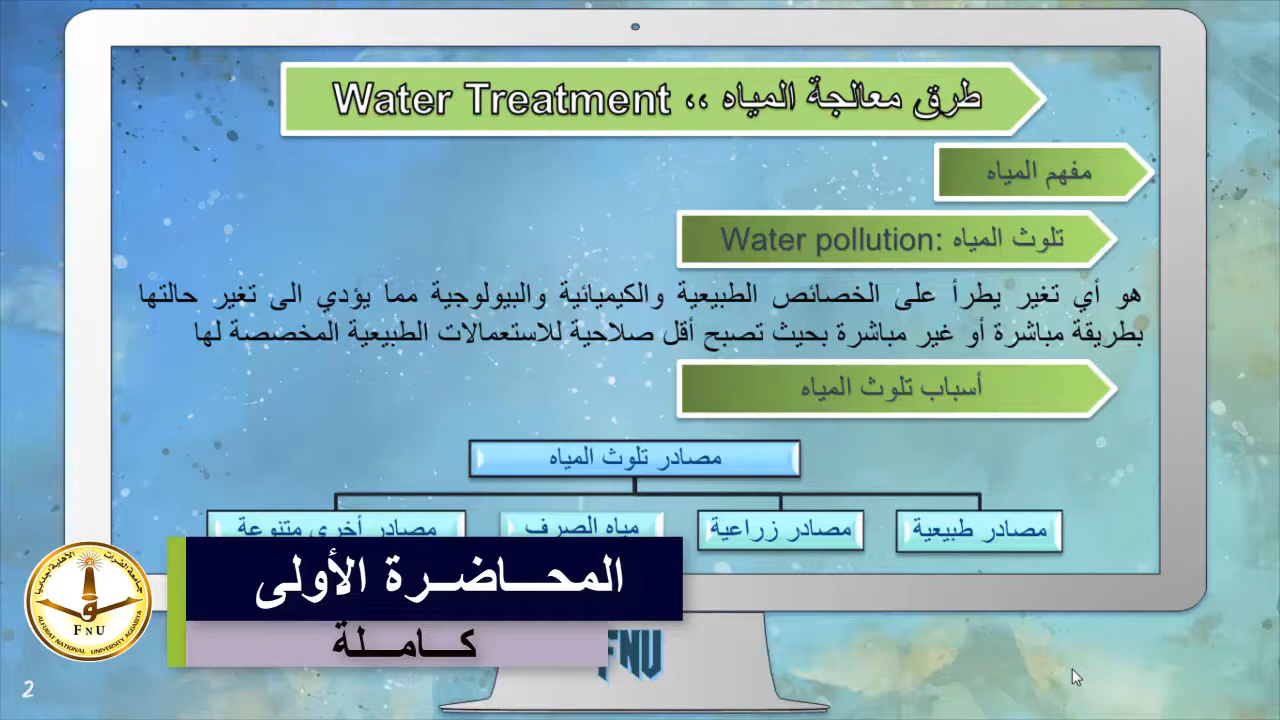 طرق معالجة المياه ،، Water Treatment
مفهم المياه
تلوث المياه :Water pollution
هو أي تغير يطرأ على الخصائص الطبيعية والكيميائية والبيولوجية مما يؤدي الى تغير حالتها
بطريقة مباشرة أو غير مباشرة بحيث تصبح أقل صلاحية للاستعمالات الطبيعية المخصصة لها
أسباب تلوث المياه
مصادر تلوث المياه
مصادر طبيعية
مصادر زراعية
مياه الصرف
مصادر أخرى متنوعة
المحـــاضـــرة الأولى
كـــامـــلة
FNU
FNU
2